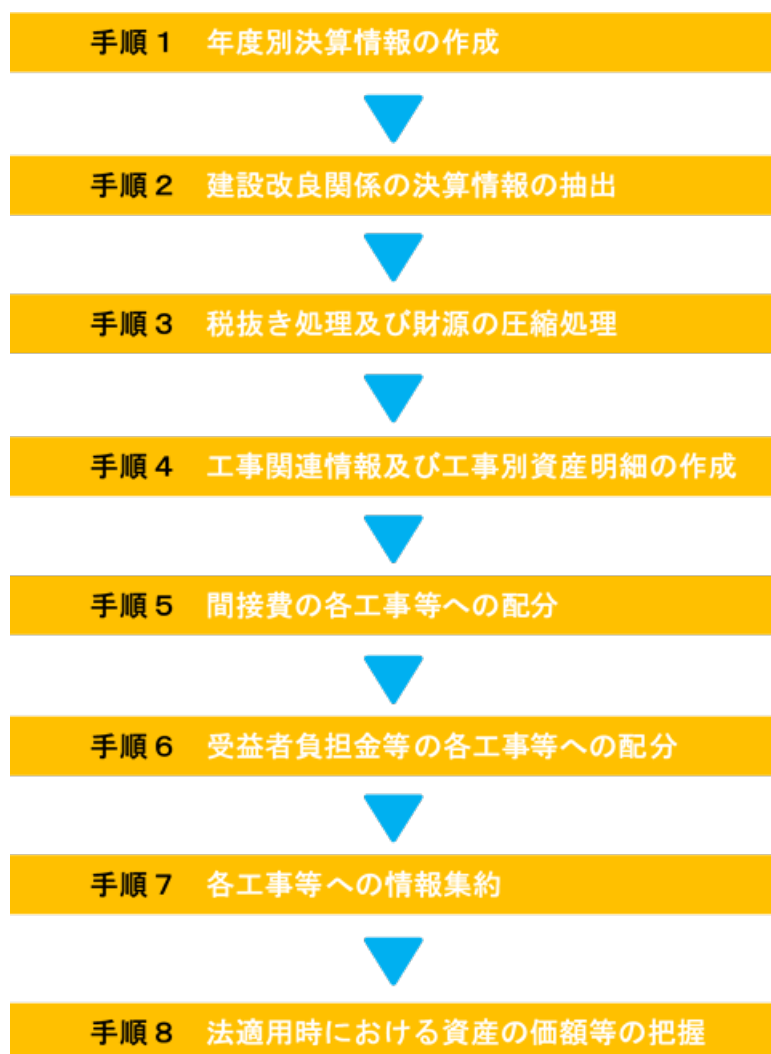 手順１ 年度別決算情報の作成
手順２ 建設改良関係の決算情報の抽出
手順３ 税抜き処理及び財源の圧縮処理
手順４ 工事関連情報及び工事別資産明細の作成
手順５ 間接費の各工事等への配分
手順６ 受益者負担金等の各工事等への配分
手順７ 各工事等への情報集約
手順８ 法適用時における資産の価額等の把握